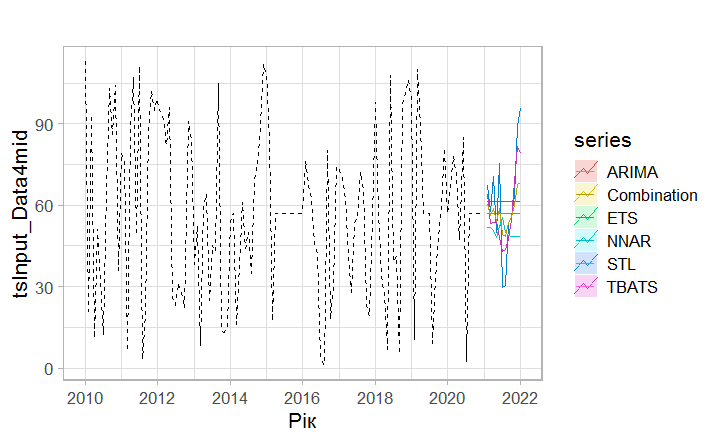 tsInput_Data4mid
90
60
30
0
2010
2012
2014
2016
2018
2020
2022
Рік
series
ARIMA
Combination
ETS
NNAR
STL
TBATS